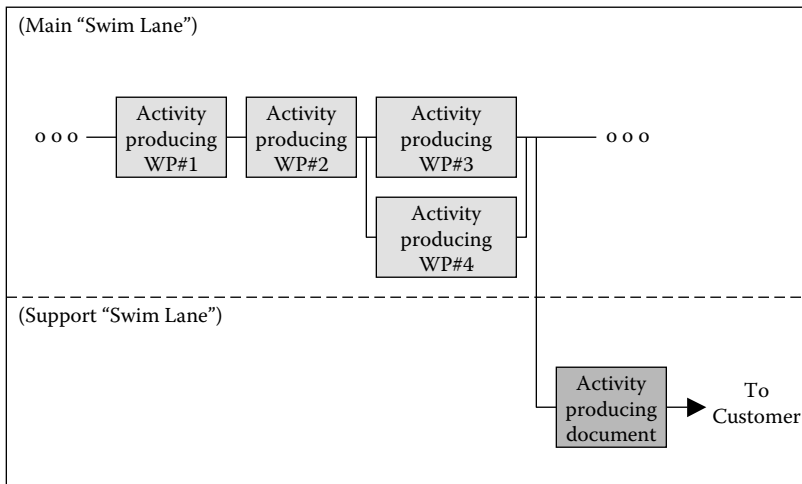 (Main “Swim Lane”)
o o o
Activity
producing
WP#1
Activity
producing
WP#2
Activity
producing
WP#3
o o o
Activity
producing
WP#4
(Support “Swim Lane”)
Activity
producing
document
To
Customer